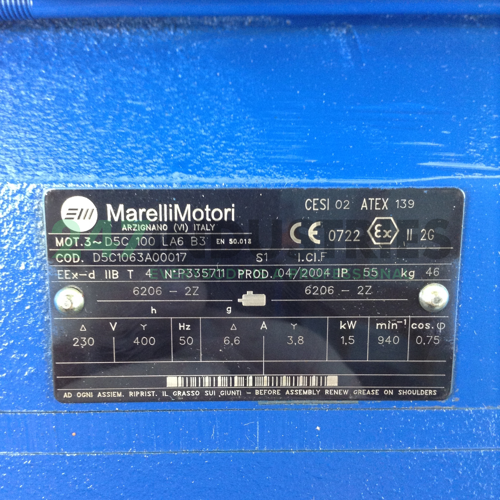 MarelliMotori
ARZIGNANO (VI) ITALY
CESI 02 ATEX 139
MOT.3~ D5C 100 LA6 B3 EN 50.018
CE 0722 Ex II 2G
COD. D5C1063A00017 S1 I.Cl.F
EEx-d IIB T 4 N°P335711 PROD. 04/2004 IP 55 kg 46
6206 - 2Z 6206 - 2Z
h g
Δ V Y Hz Δ A Y kW min⁻¹ cos.φ
230 400 50 6,6 3,8 1,5 940 0,75
AD OGNI ASSIEM. RIPRIST. IL GRASSO SUI GIUNTI - BEFORE ASSEMBLY RENEW GREASE ON SHOULDERS